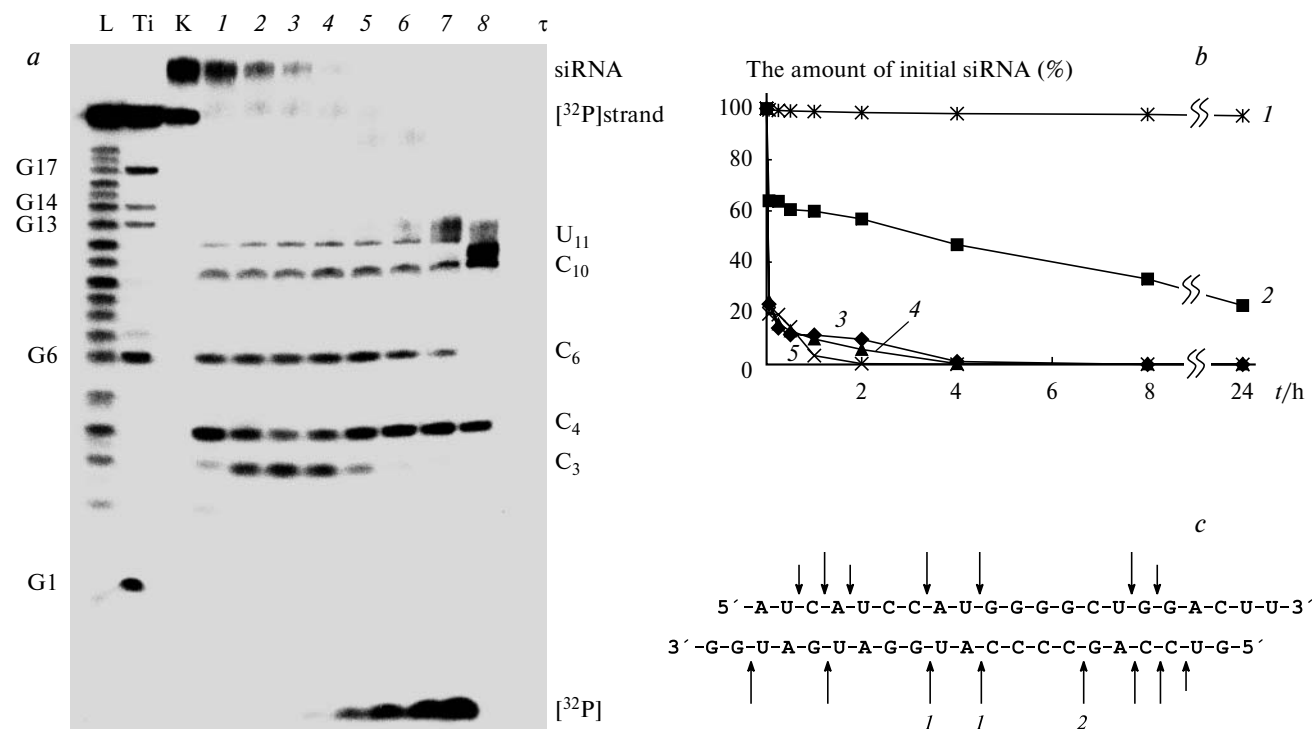 L Ti K 1 2 3 4 5 6 7 8 τ
a
siRNA
[³²P]strand
G17
G14
G13
U₁₁
C₁₀
G6
C₆
C₄
C₃
G1
[³²P]
b
The amount of initial siRNA (%)
100
80
60
40
20
0
1
2
3
4
5
2 4 6 8 24 t/h
c
5´-A-U-C-A-U-C-C-A-U-G-G-G-G-C-U-G-G-A-C-U-U-3´
3´-G-G-U-A-G-U-A-G-G-U-A-C-C-C-C-G-A-C-C-U-G-5´
1 1 2